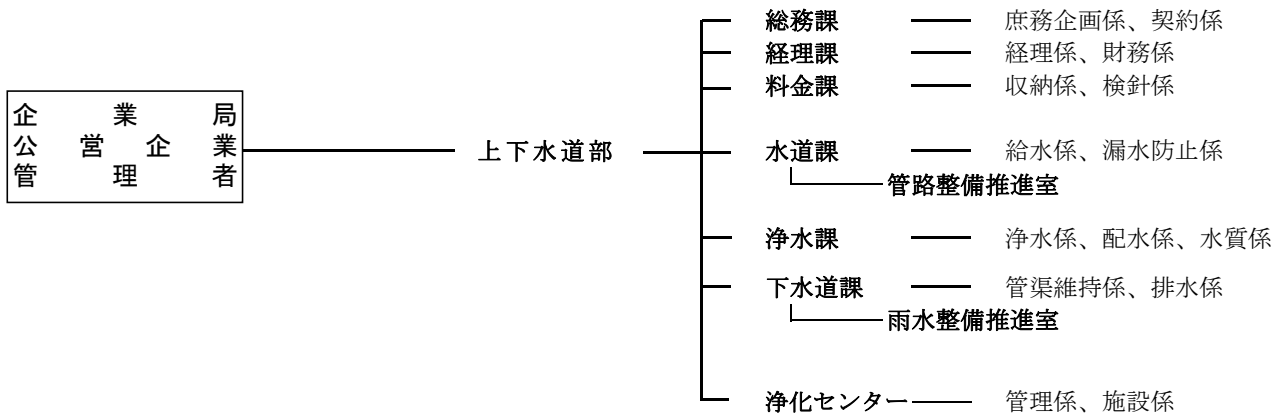 企業局
公営企業
管理者
上下水道部
総務課 庶務企画係、契約係
経理課 経理係、財務係
料金課 収納係、検針係
水道課 給水係、漏水防止係
管路整備推進室
浄水課 浄水係、配水係、水質係
下水道課 管渠維持係、排水係
雨水整備推進室
浄化センター 管理係、施設係